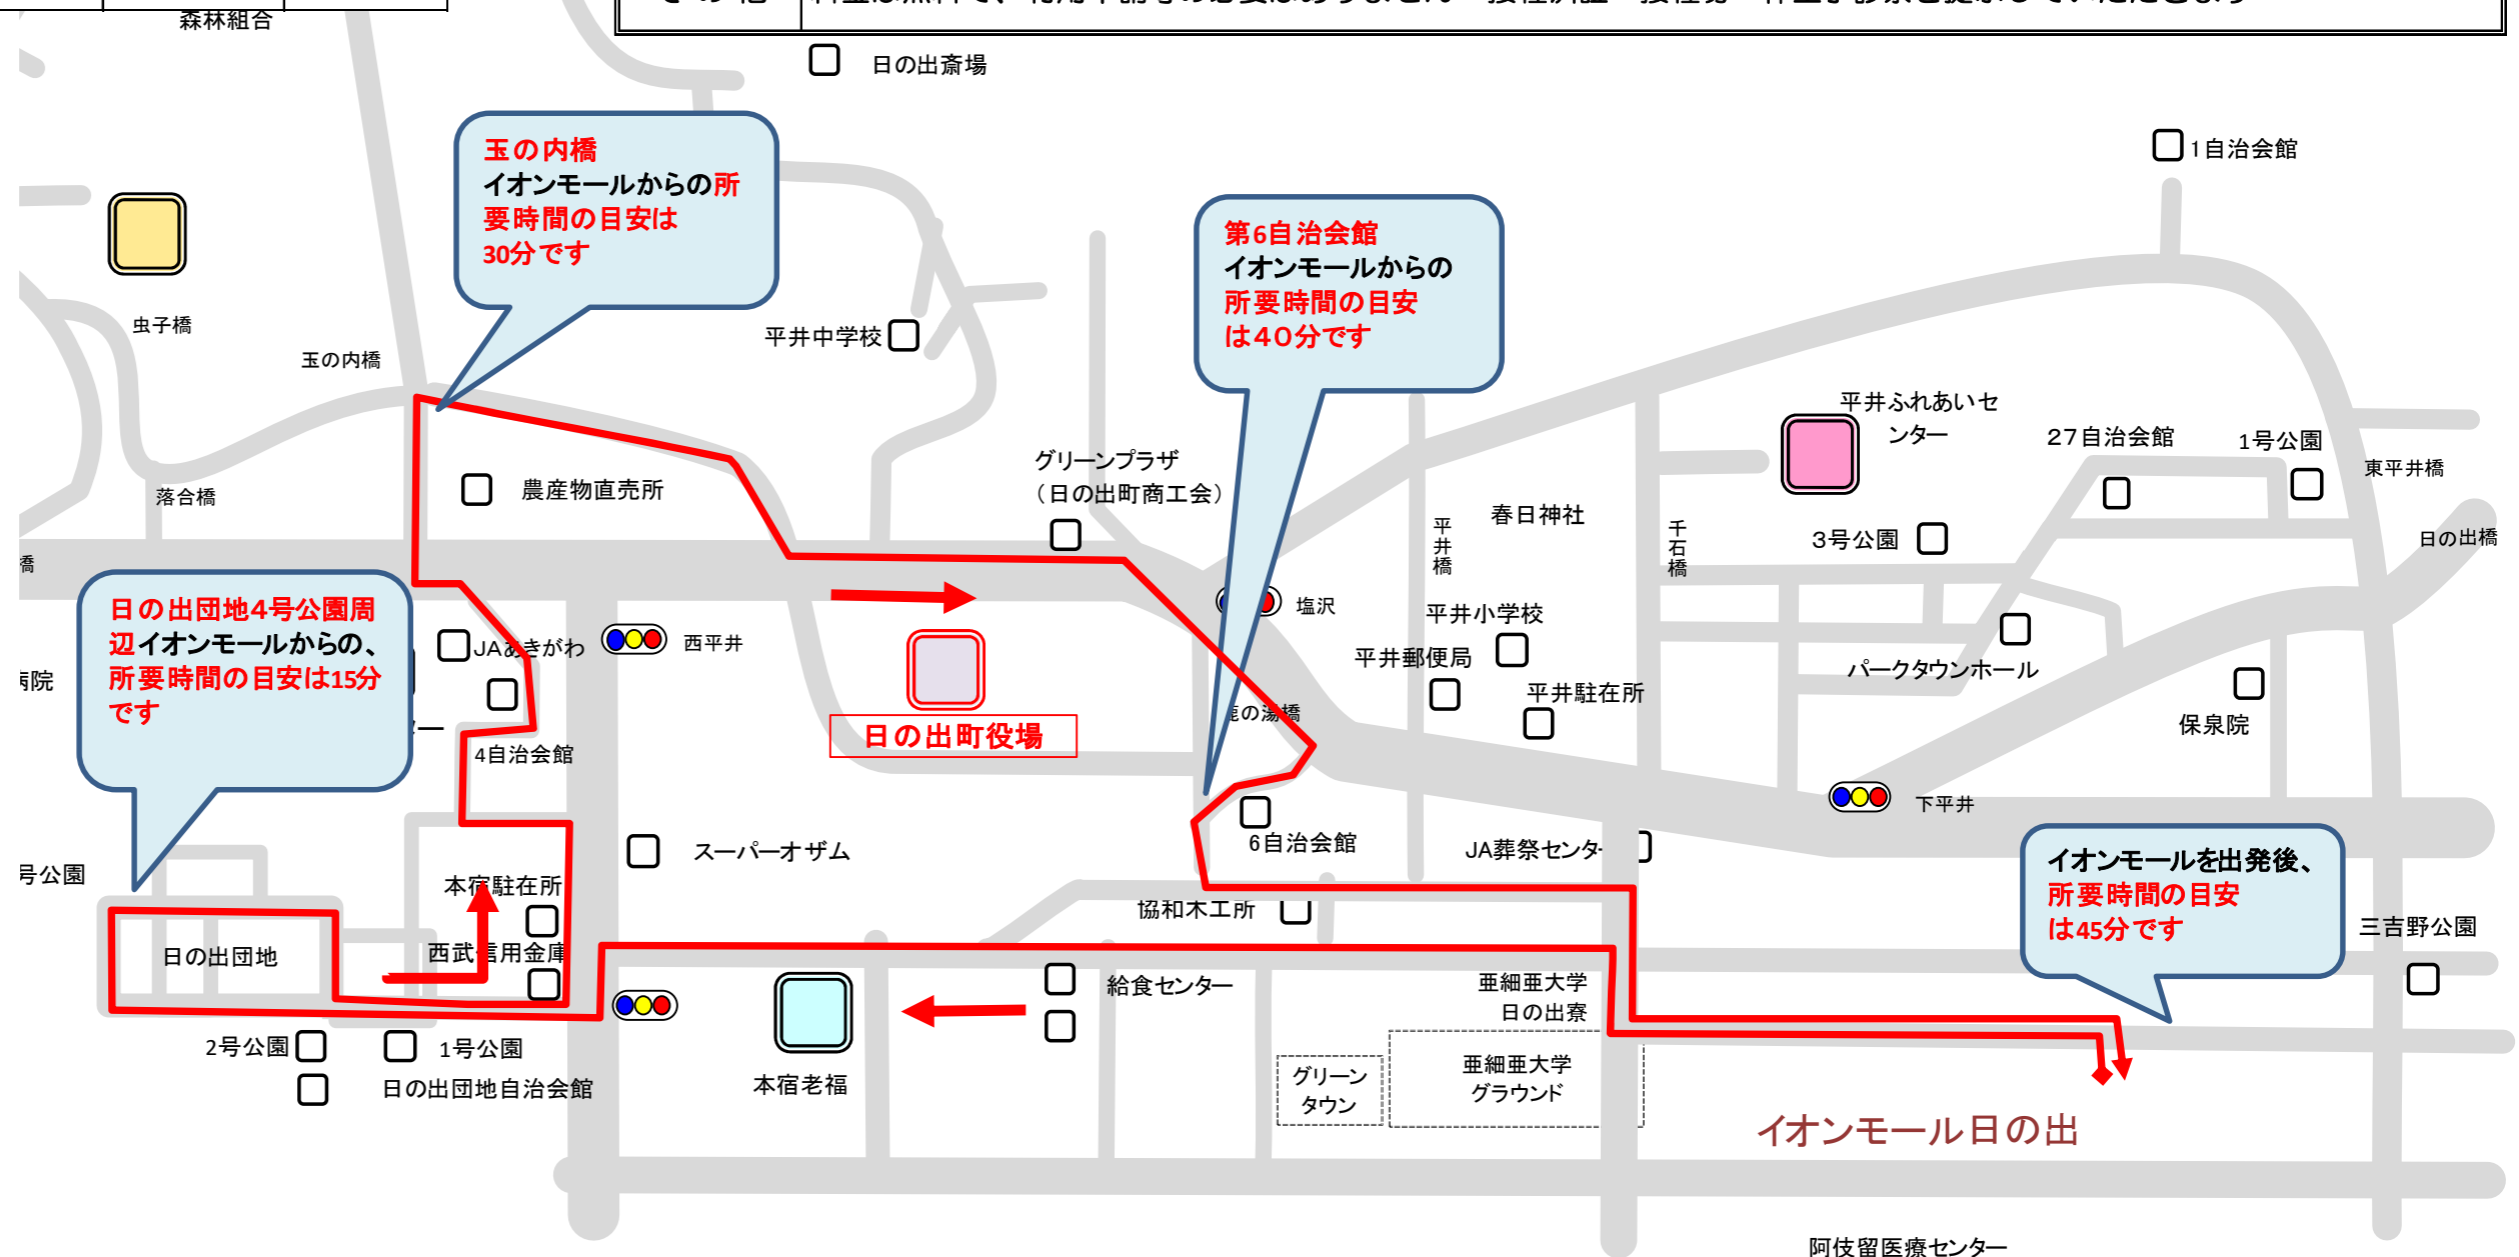 森林組合
日の出斎場
玉の内橋
イオンモールからの所
要時間の目安は
30分です
1自治会館
第6自治会館
イオンモールからの
所要時間の目安
は４０分です
虫子橋
玉の内橋
平井中学校
平井ふれあいセ
ンター
グリーンプラザ
（日の出町商工会）
27自治会館
1号公園
東平井橋
農産物直売所
落合橋
春日神社
平井橋
千石橋
3号公園
日の出橋
橋
日の出団地4号公園周
辺イオンモールからの、
所要時間の目安は15分
です
塩沢
平井小学校
JAあきがわ
西平井
平井郵便局
病院
パークタウンホール
平井駐在所
の湯橋
保泉院
日の出町役場
ー
4自治会館
下平井
6自治会館
スーパーオザム
JA葬祭センター
号公園
イオンモールを出発後、
所要時間の目安
は45分です
本宿駐在所
協和木工所
三吉野公園
日の出団地
西武信用金庫
給食センター
亜細亜大学
日の出寮
2号公園
1号公園
日の出団地自治会館
本宿老福
グリーン
タウン
亜細亜大学
グラウンド
イオンモール日の出
阿伎留医療センター